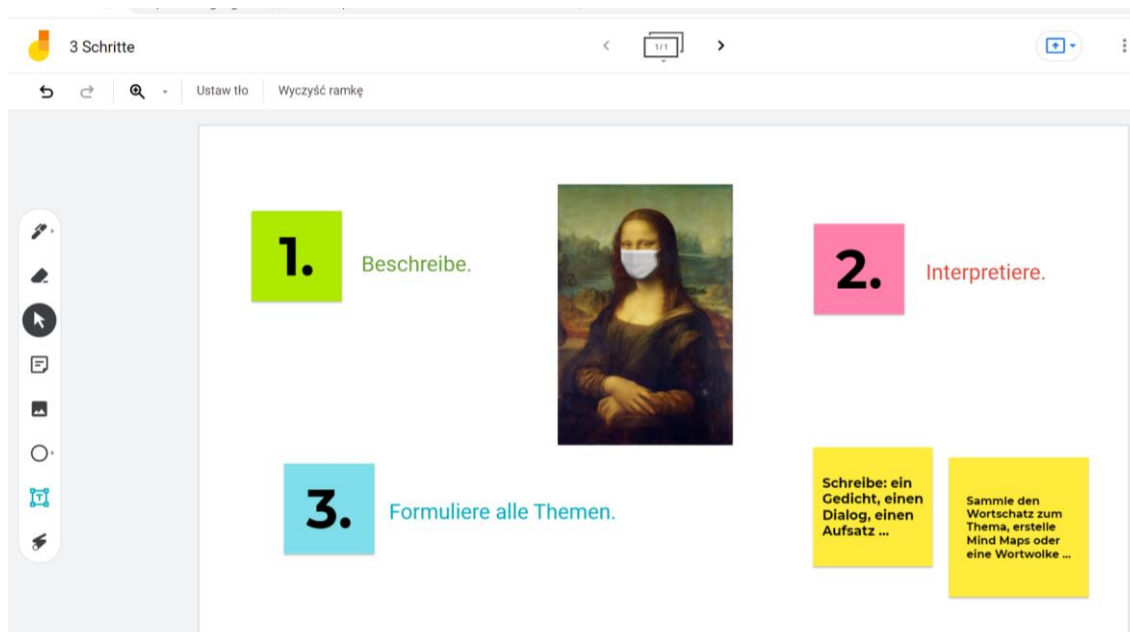 3 Schritte
1/1
Ustaw tło
Wyczyść ramkę
1.
Beschreibe.
2.
Interpretiere.
3.
Formuliere alle Themen.
Schreibe: ein
Gedicht, einen
Dialog, einen
Aufsatz ...
Sammle den
Wortschatz zum
Thema, erstelle
Mind Maps oder
eine Wortwolke ...